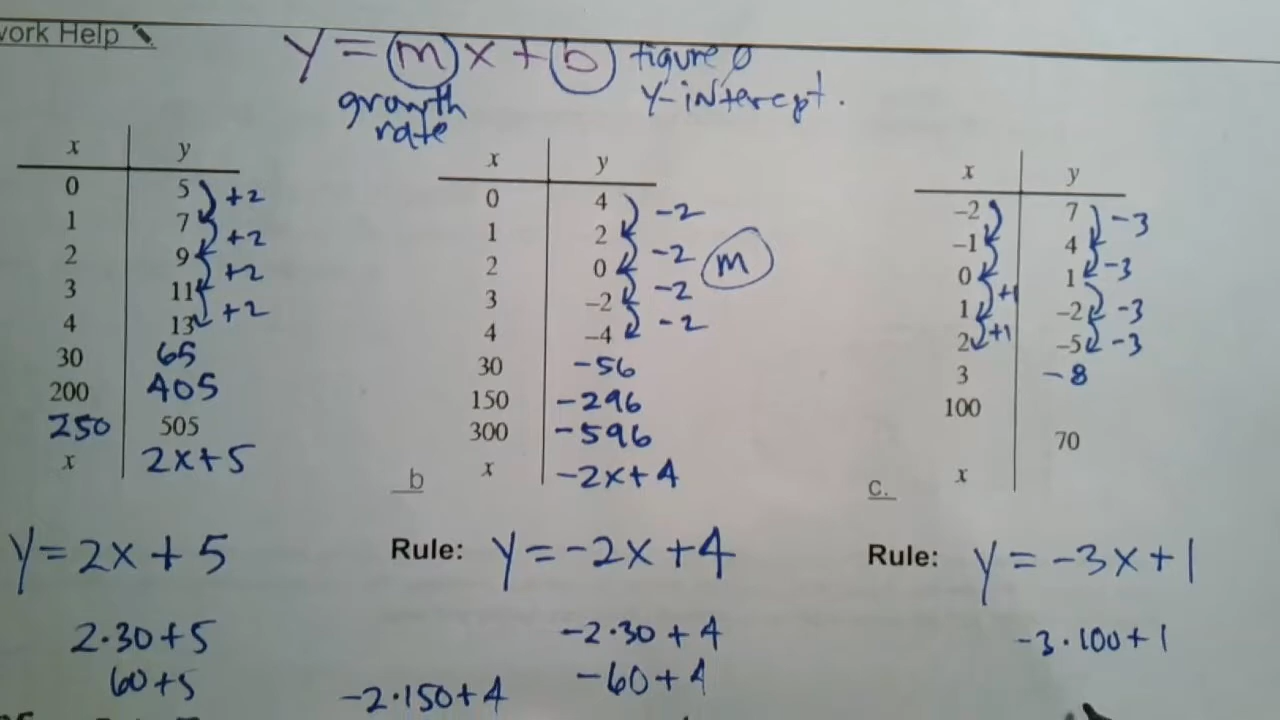 work Help
y = mx + b figure 0
growth rate
y-intercept.
x y
0 5 +2
1 7 +2
2 9 +2
3 11 +2
4 13
30 65
200 405
250 505
x 2x+5
y = 2x + 5
2·30+5
60+5
x y
0 4 -2
1 2 -2
2 0 -2 m
3 -2 -2
4 -4
30 -56
150 -296
300 -596
x -2x+4
b
Rule: y = -2x + 4
-2·30 + 4
-60 + 4
-2·150 + 4
x y
-2 7 -3
-1 4 -3
0 1 -3
+1
1 -2 -3
+1
2 -5
3 -8
100
70
x
c.
Rule: y = -3x + 1
-3·100 + 1